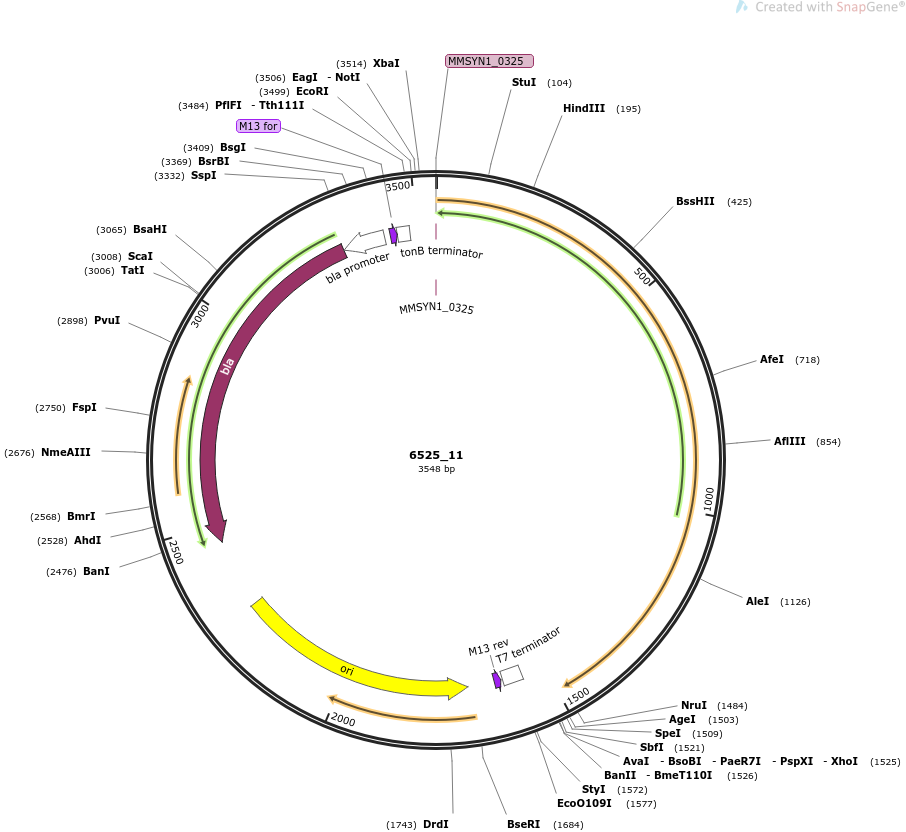 Created with SnapGene®
(3514) XbaI
MMSYN1_0325
(3506) EagI - NotI
StuI (104)
(3499) EcoRI
(3484) PflFI - Tth111I
HindIII (195)
M13 for
(3409) BsgI
(3369) BsrBI
(3332) SspI
3500
BssHII (425)
(3065) BsaHI
bla promoter
tonB terminator
(3008) ScaI
(3006) TatI
500
MMSYN1_0325
3000
(2898) PvuI
AfeI (718)
bla
(2750) FspI
AflIII (854)
(2676) NmeAIII
6525_11
3548 bp
1000
(2568) BmrI
(2528) AhdI
2500
(2476) BanI
AleI (1126)
M13 rev
T7 terminator
ori
1500
NruI (1484)
2000
AgeI (1503)
SpeI (1509)
SbfI (1521)
AvaI - BsoBI - PaeR7I - PspXI - XhoI (1525)
BanII - BmeT110I (1526)
StyI (1572)
EcoO109I (1577)
(1743) DrdI
BseRI (1684)